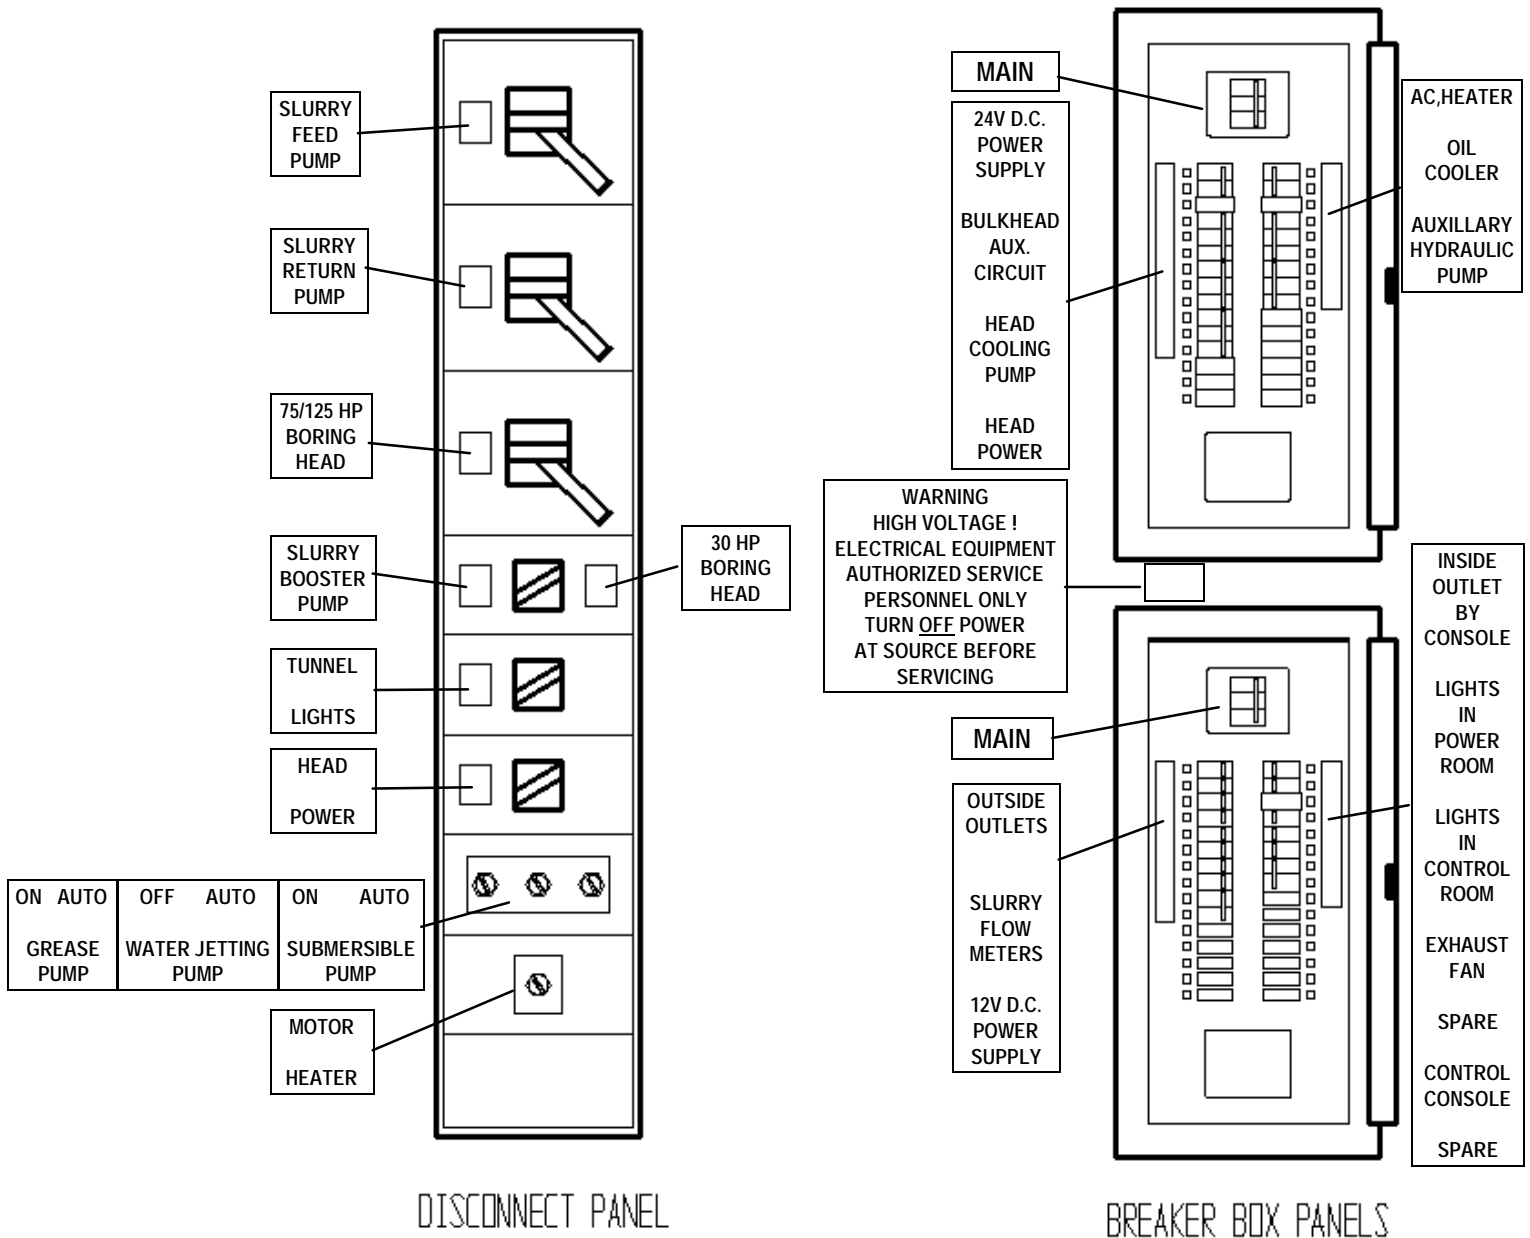 SLURRY
FEED
PUMP
SLURRY
RETURN
PUMP
75/125 HP
BORING
HEAD
SLURRY
BOOSTER
PUMP
30 HP
BORING
HEAD
TUNNEL
LIGHTS
HEAD
POWER
ON AUTO
GREASE
PUMP
OFF AUTO
WATER JETTING
PUMP
ON AUTO
SUBMERSIBLE
PUMP
MOTOR
HEATER
DISCONNECT PANEL
MAIN
24V D.C.
POWER
SUPPLY
BULKHEAD
AUX.
CIRCUIT
HEAD
COOLING
PUMP
HEAD
POWER
AC,HEATER
OIL
COOLER
AUXILLARY
HYDRAULIC
PUMP
WARNING
HIGH VOLTAGE !
ELECTRICAL EQUIPMENT
AUTHORIZED SERVICE
PERSONNEL ONLY
TURN OFF POWER
AT SOURCE BEFORE
SERVICING
MAIN
OUTSIDE
OUTLETS
SLURRY
FLOW
METERS
12V D.C.
POWER
SUPPLY
INSIDE
OUTLET
BY
CONSOLE
LIGHTS
IN
POWER
ROOM
LIGHTS
IN
CONTROL
ROOM
EXHAUST
FAN
SPARE
CONTROL
CONSOLE
SPARE
BREAKER BOX PANELS